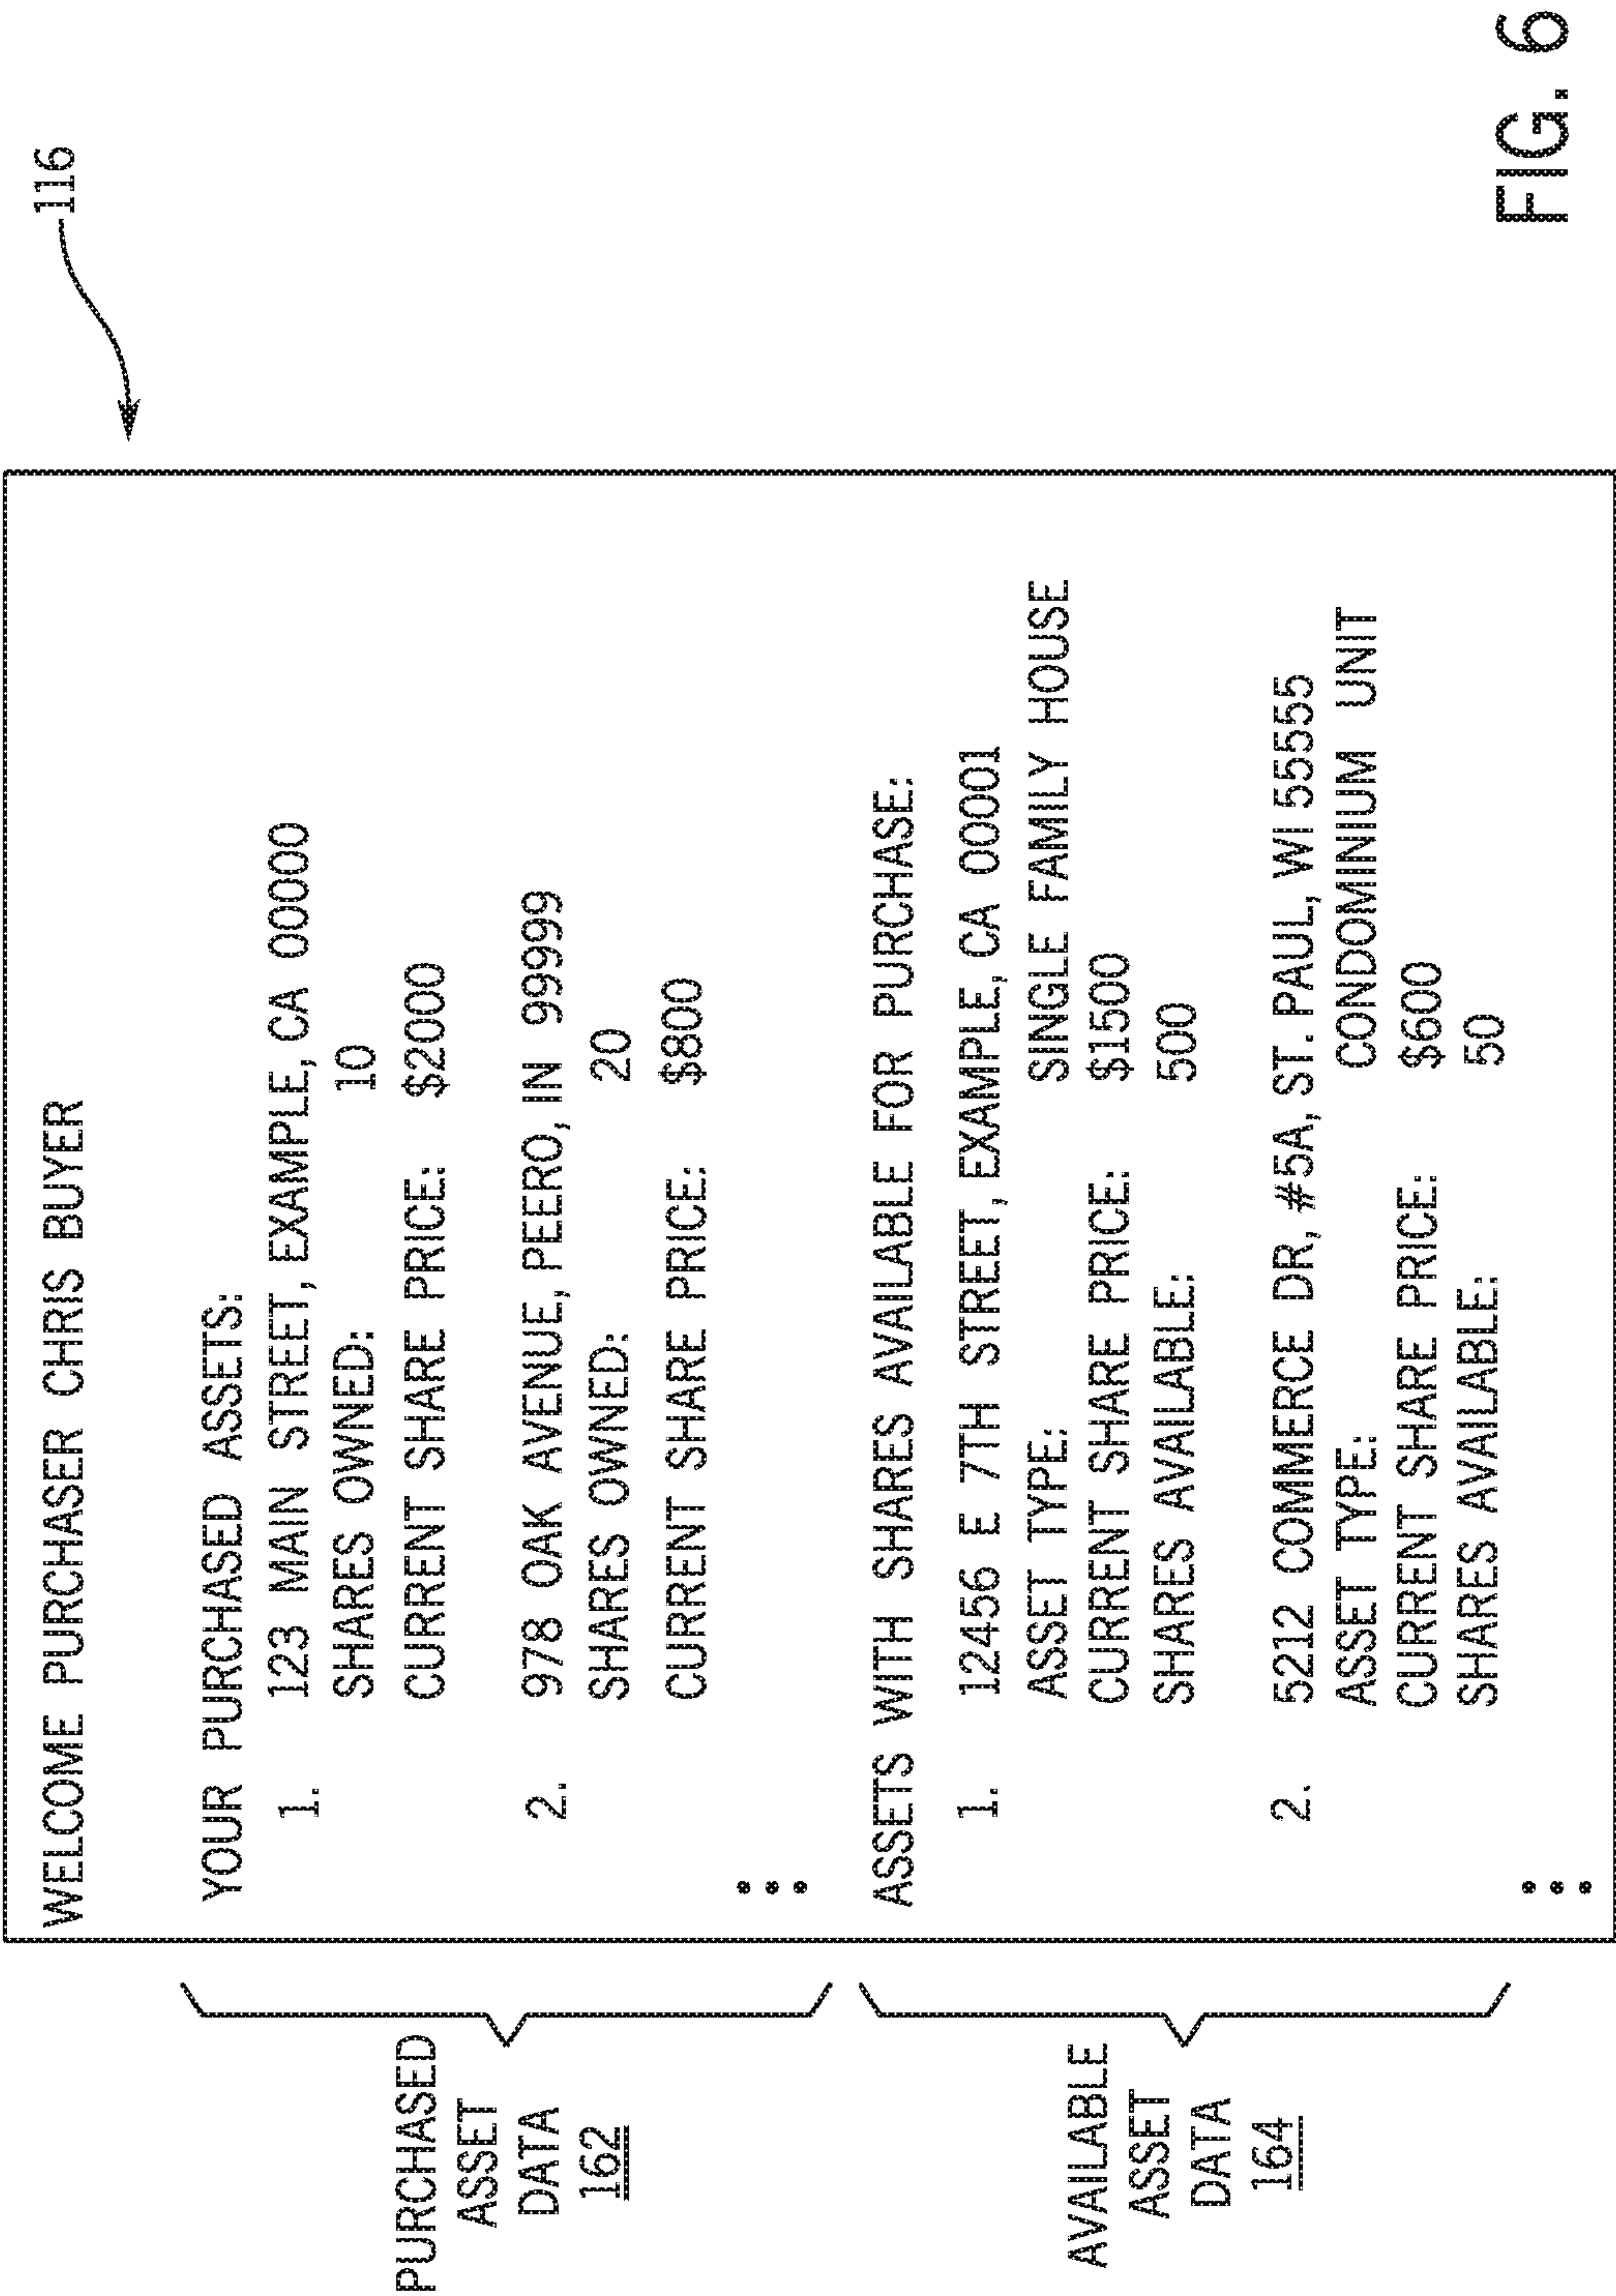 116
WELCOME PURCHASER CHRIS BUYER
PURCHASED
ASSET
DATA
162
YOUR PURCHASED ASSETS:
1. 123 MAIN STREET, EXAMPLE, CA 00000
SHARES OWNED: 10
CURRENT SHARE PRICE: $2000
2. 978 OAK AVENUE, PEERO, IN 99999
SHARES OWNED: 20
CURRENT SHARE PRICE: $800
AVAILABLE
ASSET
DATA
164
ASSETS WITH SHARES AVAILABLE FOR PURCHASE:
1. 12456 E 7TH STREET, EXAMPLE, CA 00001
ASSET TYPE: SINGLE FAMILY HOUSE
CURRENT SHARE PRICE: $1500
SHARES AVAILABLE: 500
2. 5212 COMMERCE DR, #5A, ST. PAUL, WI 55555
ASSET TYPE: CONDOMINIUM UNIT
CURRENT SHARE PRICE: $600
SHARES AVAILABLE: 50
FIG. 6